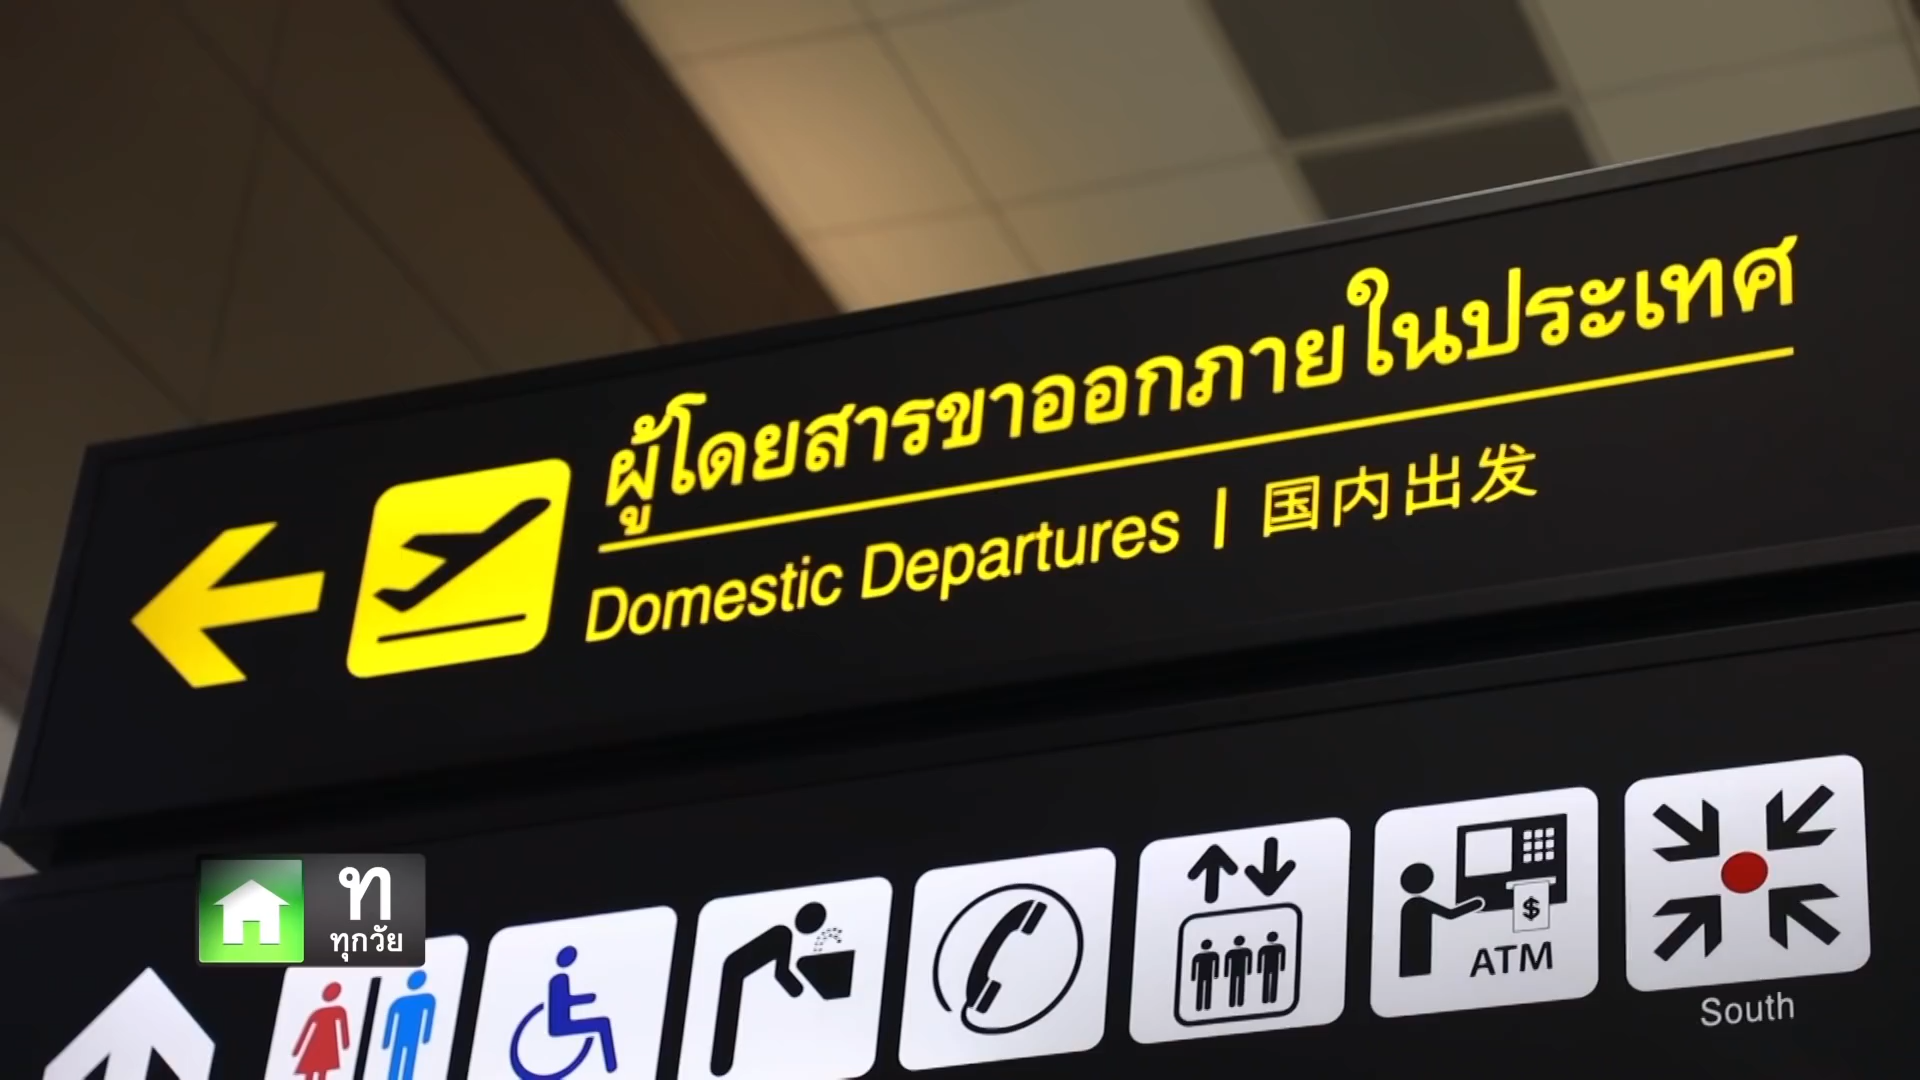 ผู้โดยสารขาออกภายในประเทศ
Domestic Departures | 国内出发
ท
ทุกวัย
$
ATM
South